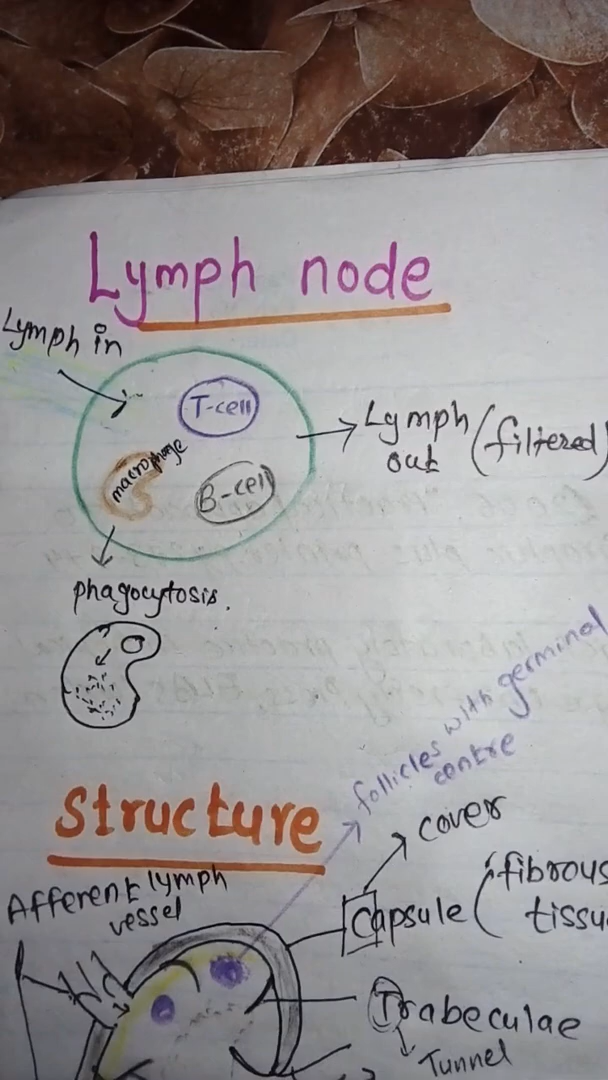 Lymph node
Lymph in
T-cell
macrophage
B-cell
Lymph
out (filtered)
phagocytosis.
follicles with germinal
centre
Structure
cover
Afferent lymph
vessel
Capsule (fibrous
tissu
Trabeculae
Tunnel